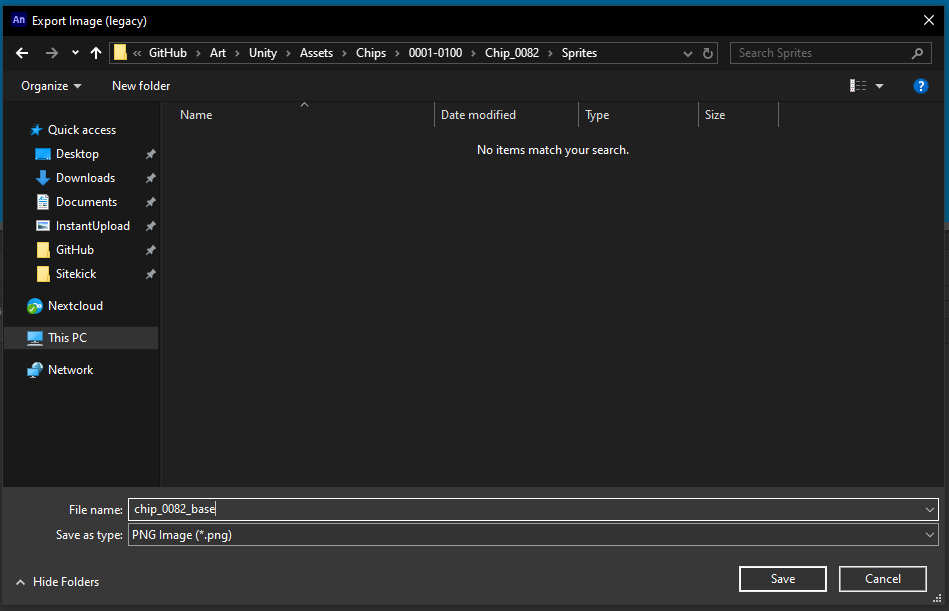 An Export Image (legacy)
« GitHub > Art > Unity > Assets > Chips > 0001-0100 > Chip_0082 > Sprites Search Sprites
Organize New folder ?
Name Date modified Type Size
No items match your search.
Quick access
Desktop
Downloads
Documents
InstantUpload
GitHub
Sitekick
Nextcloud
This PC
Network
File name: chip_0082_base
Save as type: PNG Image (*.png)
Hide Folders Save Cancel